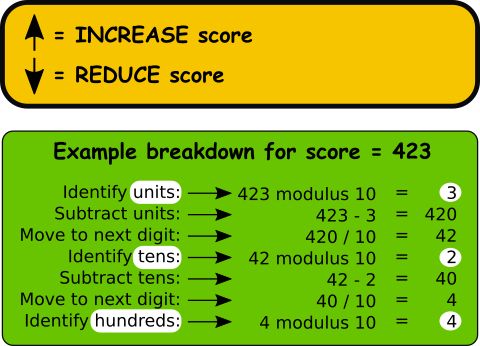 = INCREASE score
= REDUCE score
Example breakdown for score = 423
Identify units: 423 modulus 10 = 3
Subtract units: 423 - 3 = 420
Move to next digit: 420 / 10 = 42
Identify tens: 42 modulus 10 = 2
Subtract tens: 42 - 2 = 40
Move to next digit: 40 / 10 = 4
Identify hundreds: 4 modulus 10 = 4